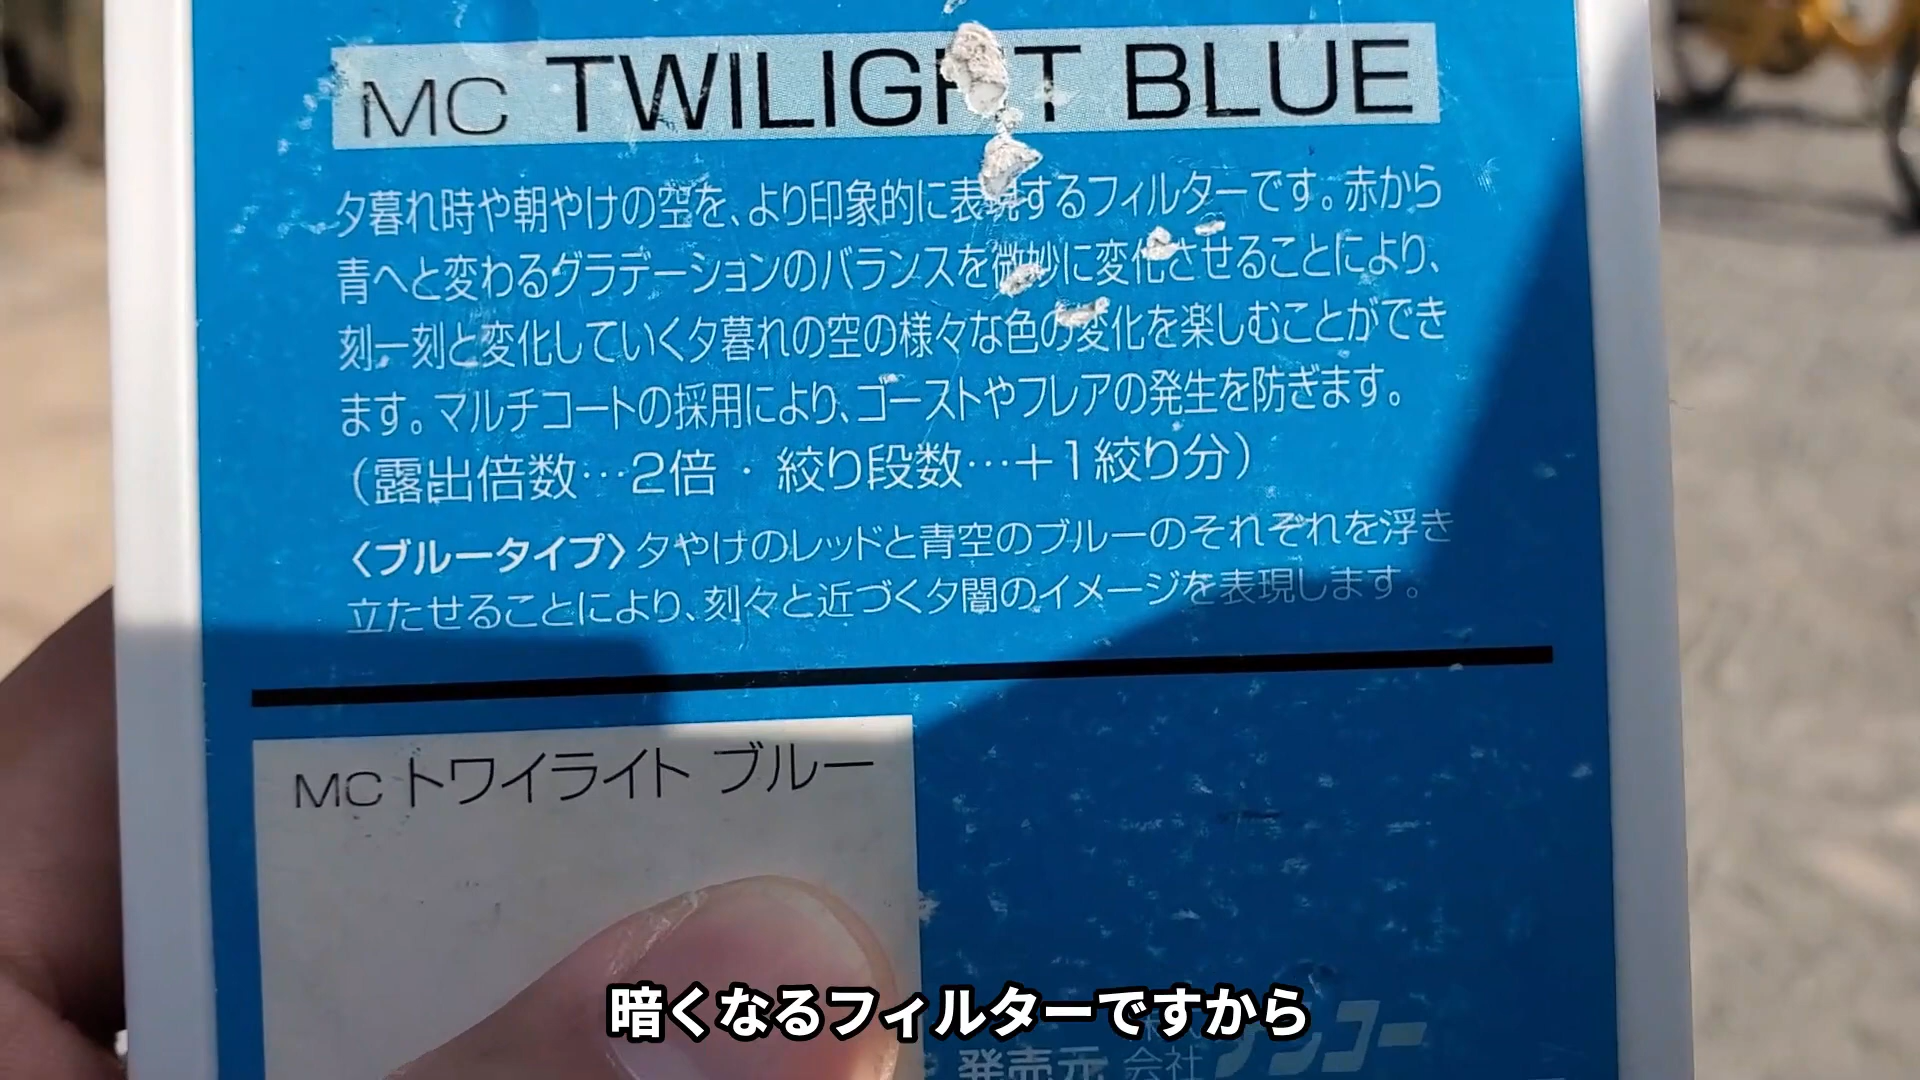 MC TWILIGHT BLUE
夕暮れ時や朝やけの空を、より印象的に表現するフィルターです。赤から
青へと変わるグラデーションのバランスを微妙に変化させることにより、
刻一刻と変化していく夕暮れの空の様々な色の変化を楽しむことができ
ます。マルチコートの採用により、ゴーストやフレアの発生を防ぎます。
(露出倍数…2倍・絞り段数…+1絞り分)
〈ブルータイプ〉夕やけのレッドと青空のブルーのそれぞれを浮き
立たせることにより、刻々と近づく夕闇のイメージを表現します。
MC トワイライト ブルー
暗くなるフィルターですから
発売元 会社